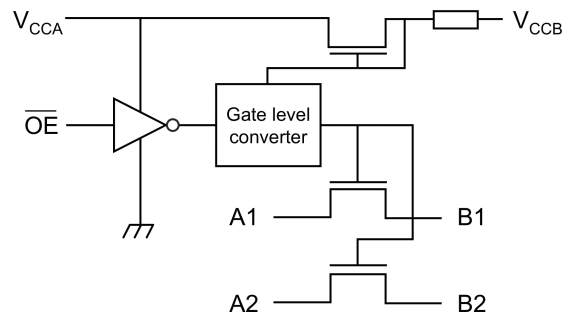 VCCA
VCCB
OE
Gate level
converter
A1
B1
A2
B2